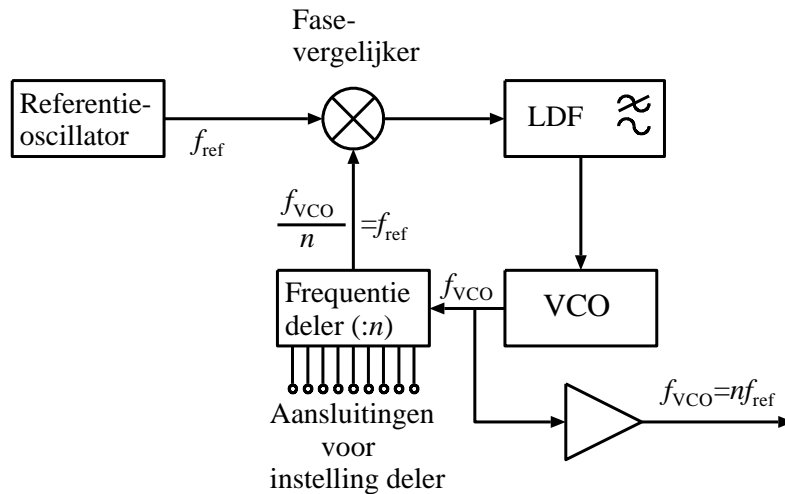 Fase-
vergelijker
Referentie-
oscillator
f_ref
LDF
f_VCO
n
=f_ref
Frequentie
deler (:n)
f_VCO
VCO
f_VCO=nf_ref
Aansluitingen
voor
instelling deler